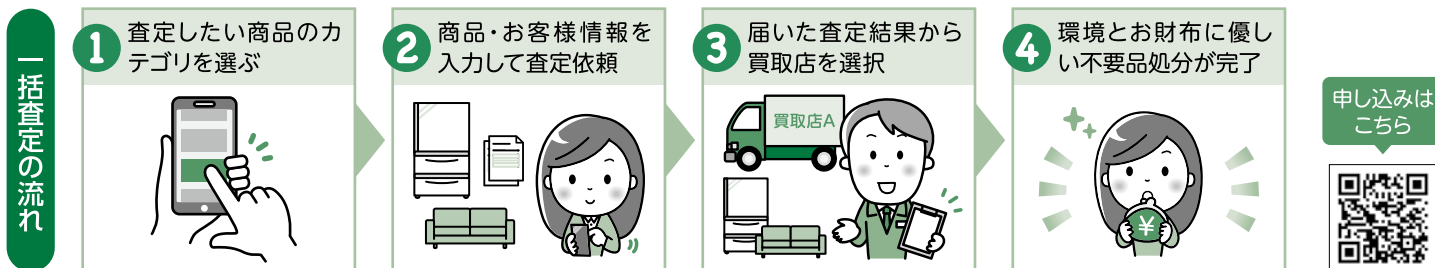 一括査定の流れ
1
査定したい商品のカ
テゴリを選ぶ
2
商品・お客様情報を
入力して査定依頼
3
届いた査定結果から
買取店を選択
買取店A
4
環境とお財布に優し
い不要品処分が完了
¥
申し込みは
こちら